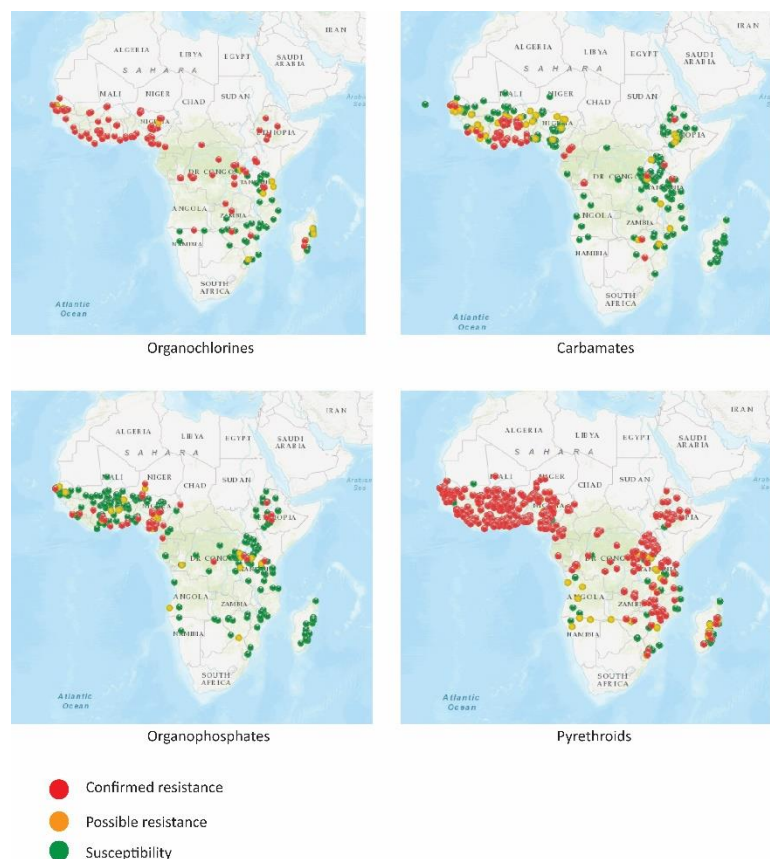 IRAN
ALGERIA
LIBYA
EGYPT
SAUDI
ARABIA
SAHARA
MALI
NIGER
CHAD
SUDAN
Sea
DR CONGO
ANGOLA
ZAMBIA
NAMIBIA
SOUTH
AFRICA
Atlantic
Ocean
Organochlorines
IRAN
ALGERIA
LIBYA
EGYPT
SAUDI
ARABIA
SAHARA
MALI
NIGER
CHAD
SUDAN
Sea
DR CONGO
ANGOLA
ZAMBIA
NAMIBIA
SOUTH
AFRICA
Atlantic
Ocean
Carbamates
IRAN
ALGERIA
LIBYA
EGYPT
SAUDI
ARABIA
SAHARA
MALI
NIGER
CHAD
SUDAN
Sea
DR CONGO
ANGOLA
ZAMBIA
NAMIBIA
SOUTH
AFRICA
Atlantic
Ocean
Organophosphates
IRAN
ALGERIA
LIBYA
EGYPT
SAUDI
ARABIA
SAHARA
MALI
NIGER
CHAD
SUDAN
Sea
DR CONGO
ANGOLA
NAMIBIA
SOUTH
AFRICA
Atlantic
Ocean
Pyrethroids
Confirmed resistance
Possible resistance
Susceptibility